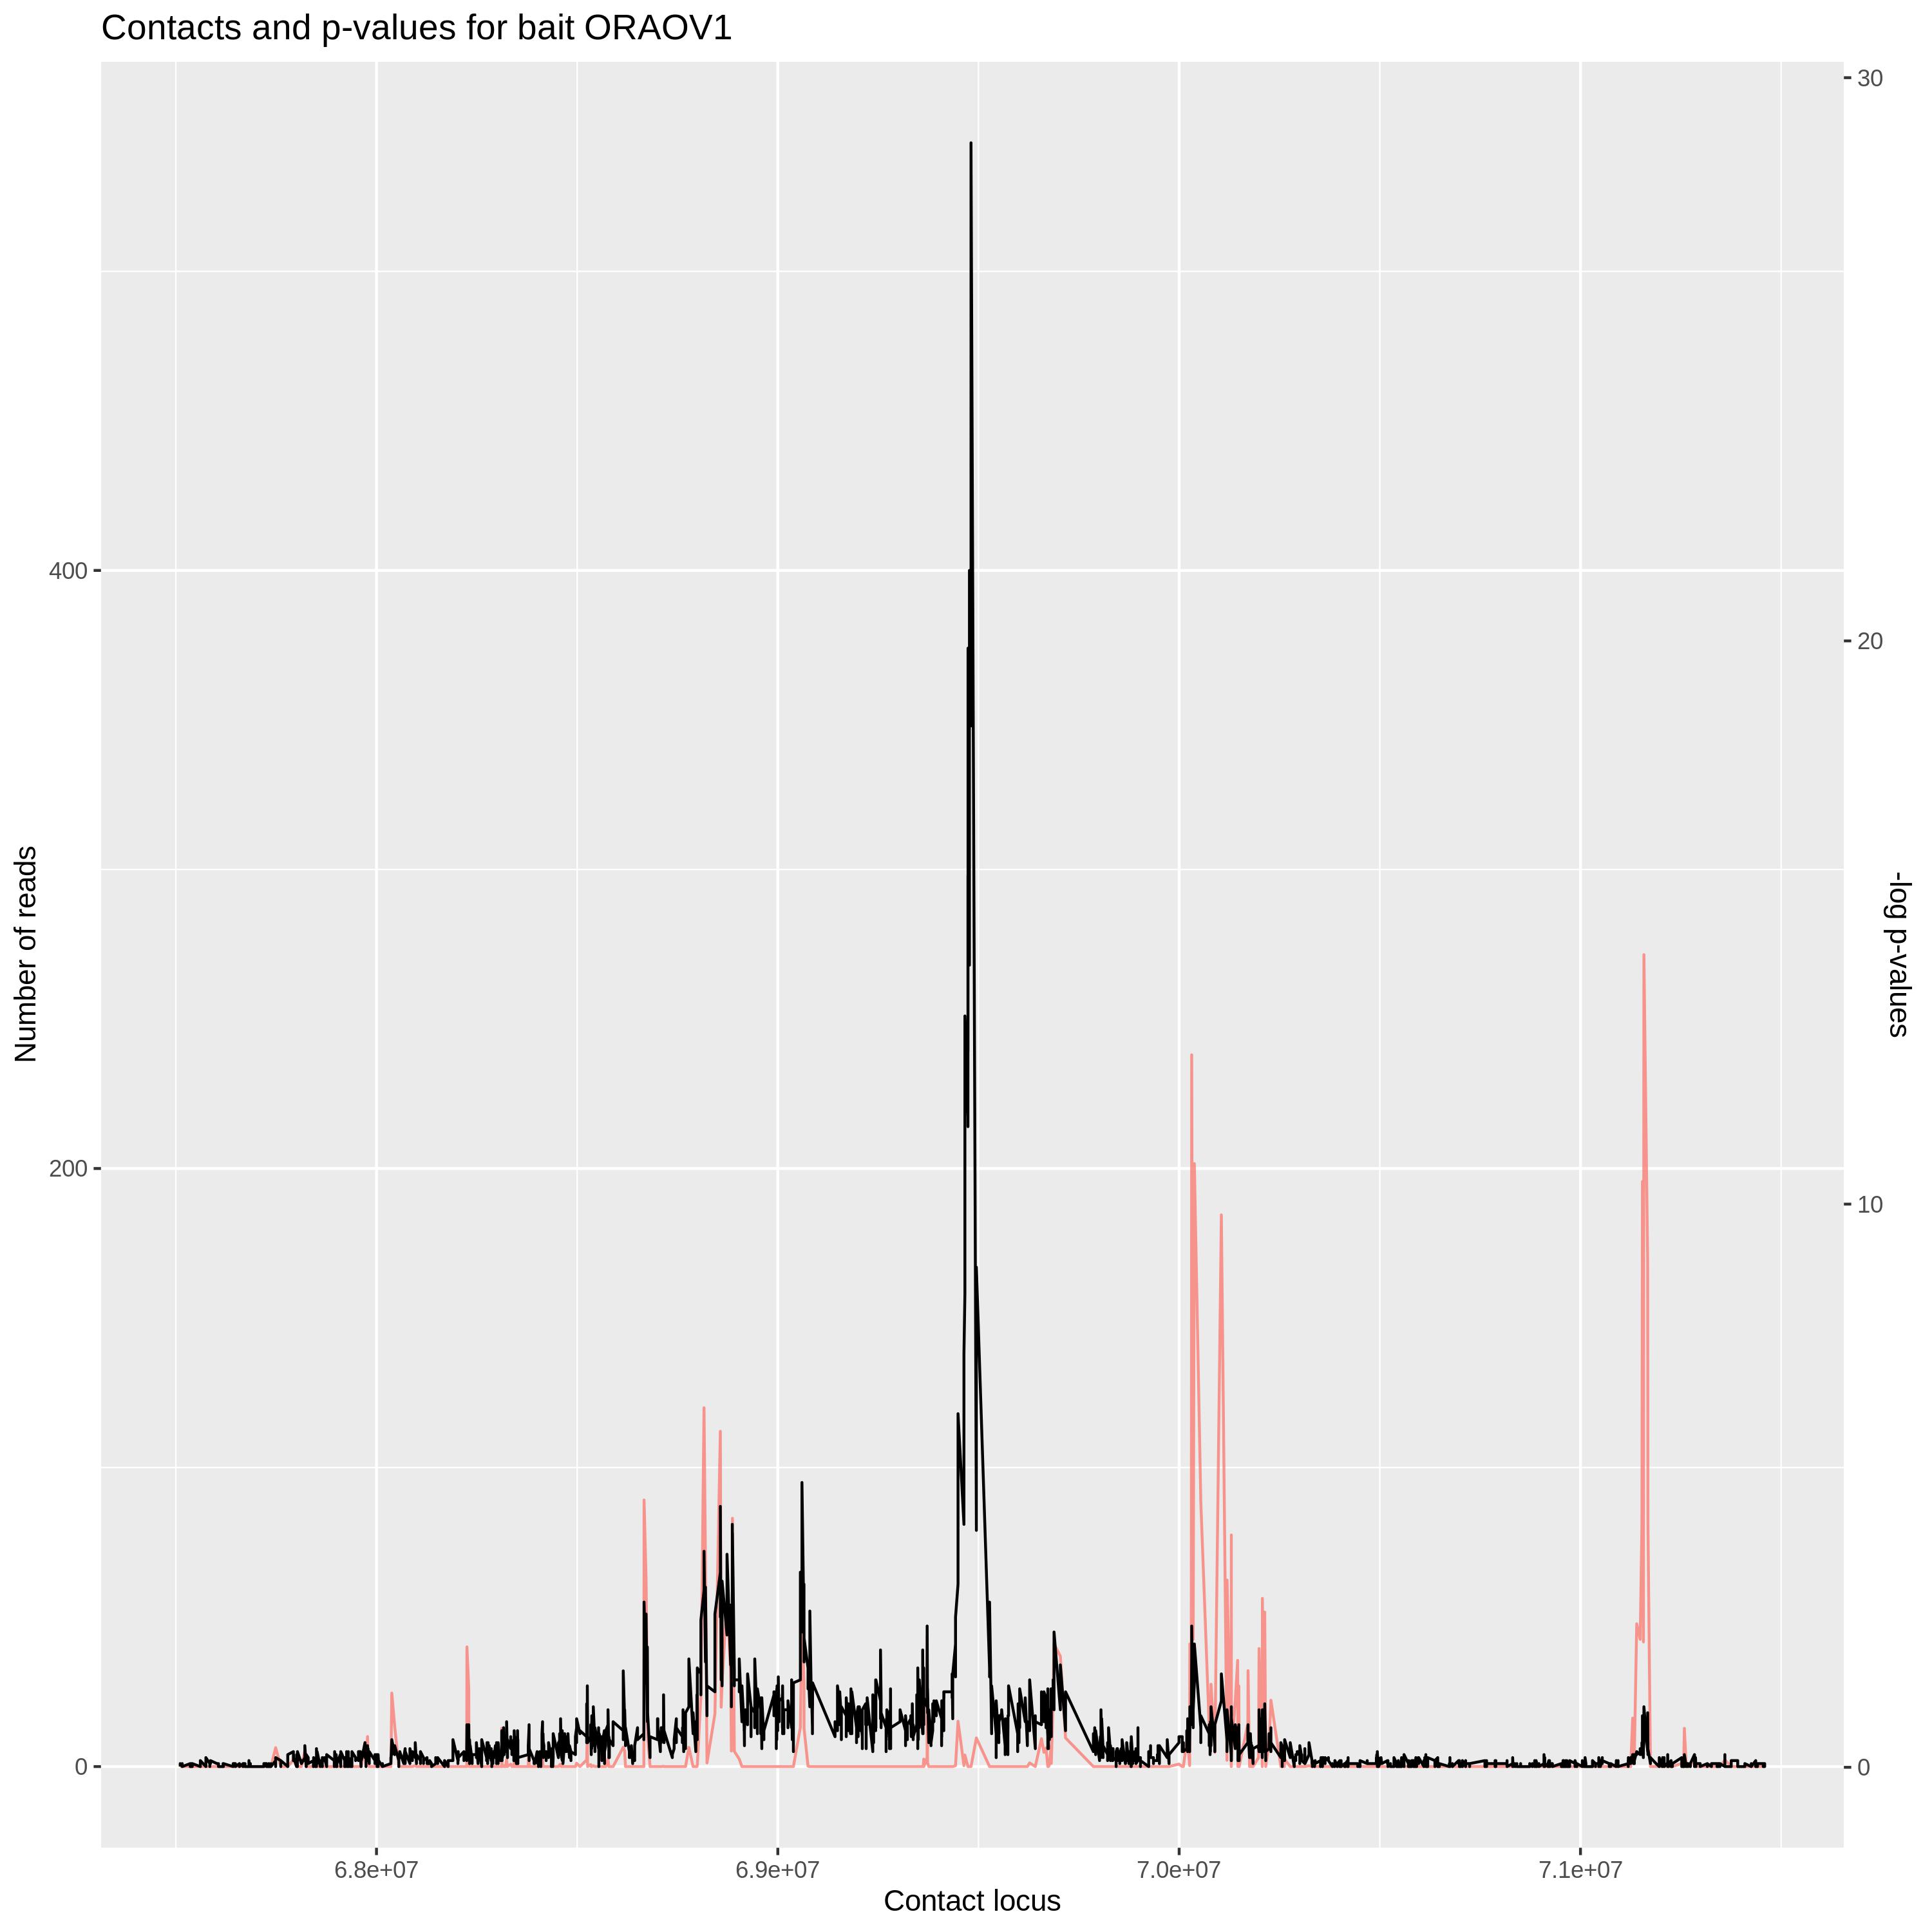 Contacts and p-values for bait ORAOV1
30
400
20
Number of reads
-log p-values
200
10
0
0
6.8e+07
6.9e+07
7.0e+07
7.1e+07
Contact locus